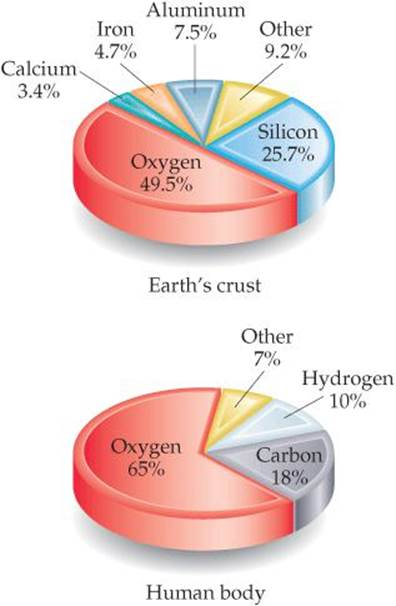 Aluminum
7.5%
Iron
4.7%
Other
9.2%
Calcium
3.4%
Silicon
25.7%
Oxygen
49.5%
Earth’s crust
Other
7%
Hydrogen
10%
Oxygen
65%
Carbon
18%
Human body